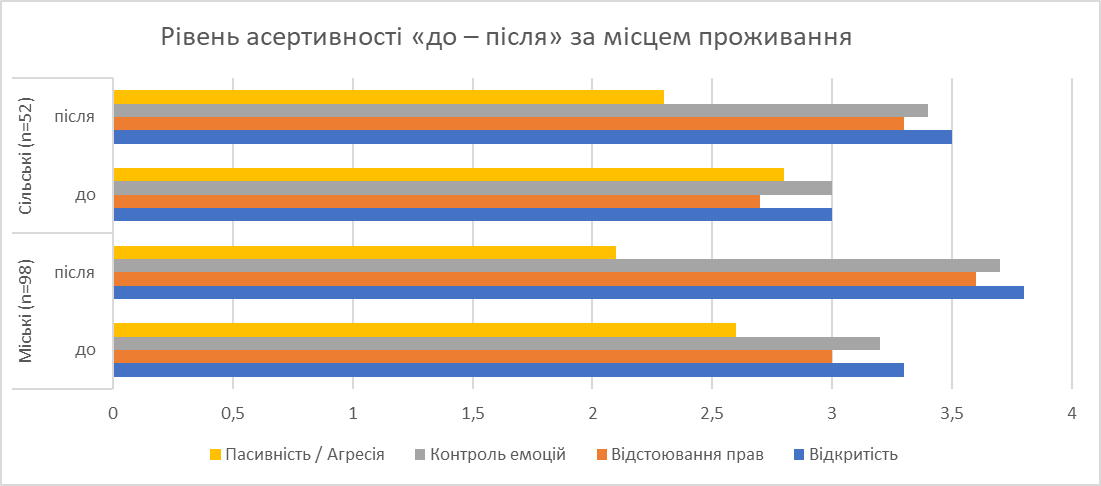 Рівень асертивності «до – після» за місцем проживання
Сільські (n=52)
після
до
Міські (n=98)
після
до
0 0,5 1 1,5 2 2,5 3 3,5 4
Пасивність / Агресія Контроль емоцій Відстоювання прав Відкритість